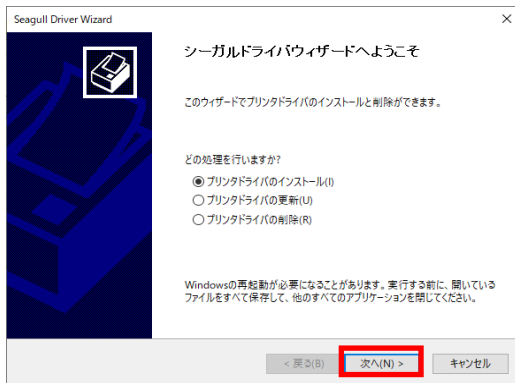 Seagull Driver Wizard
シーガルドライバウィザードへようこそ
このウィザードでプリンタドライバのインストールと削除ができます。
どの処理を行いますか?
プリンタドライバのインストール(I)
プリンタドライバの更新(U)
プリンタドライバの削除(R)
Windowsの再起動が必要になることがあります。実行する前に、開いている
ファイルをすべて保存して、他のすべてのアプリケーションを閉じてください。
< 戻る(B)
次へ(N) >
キャンセル